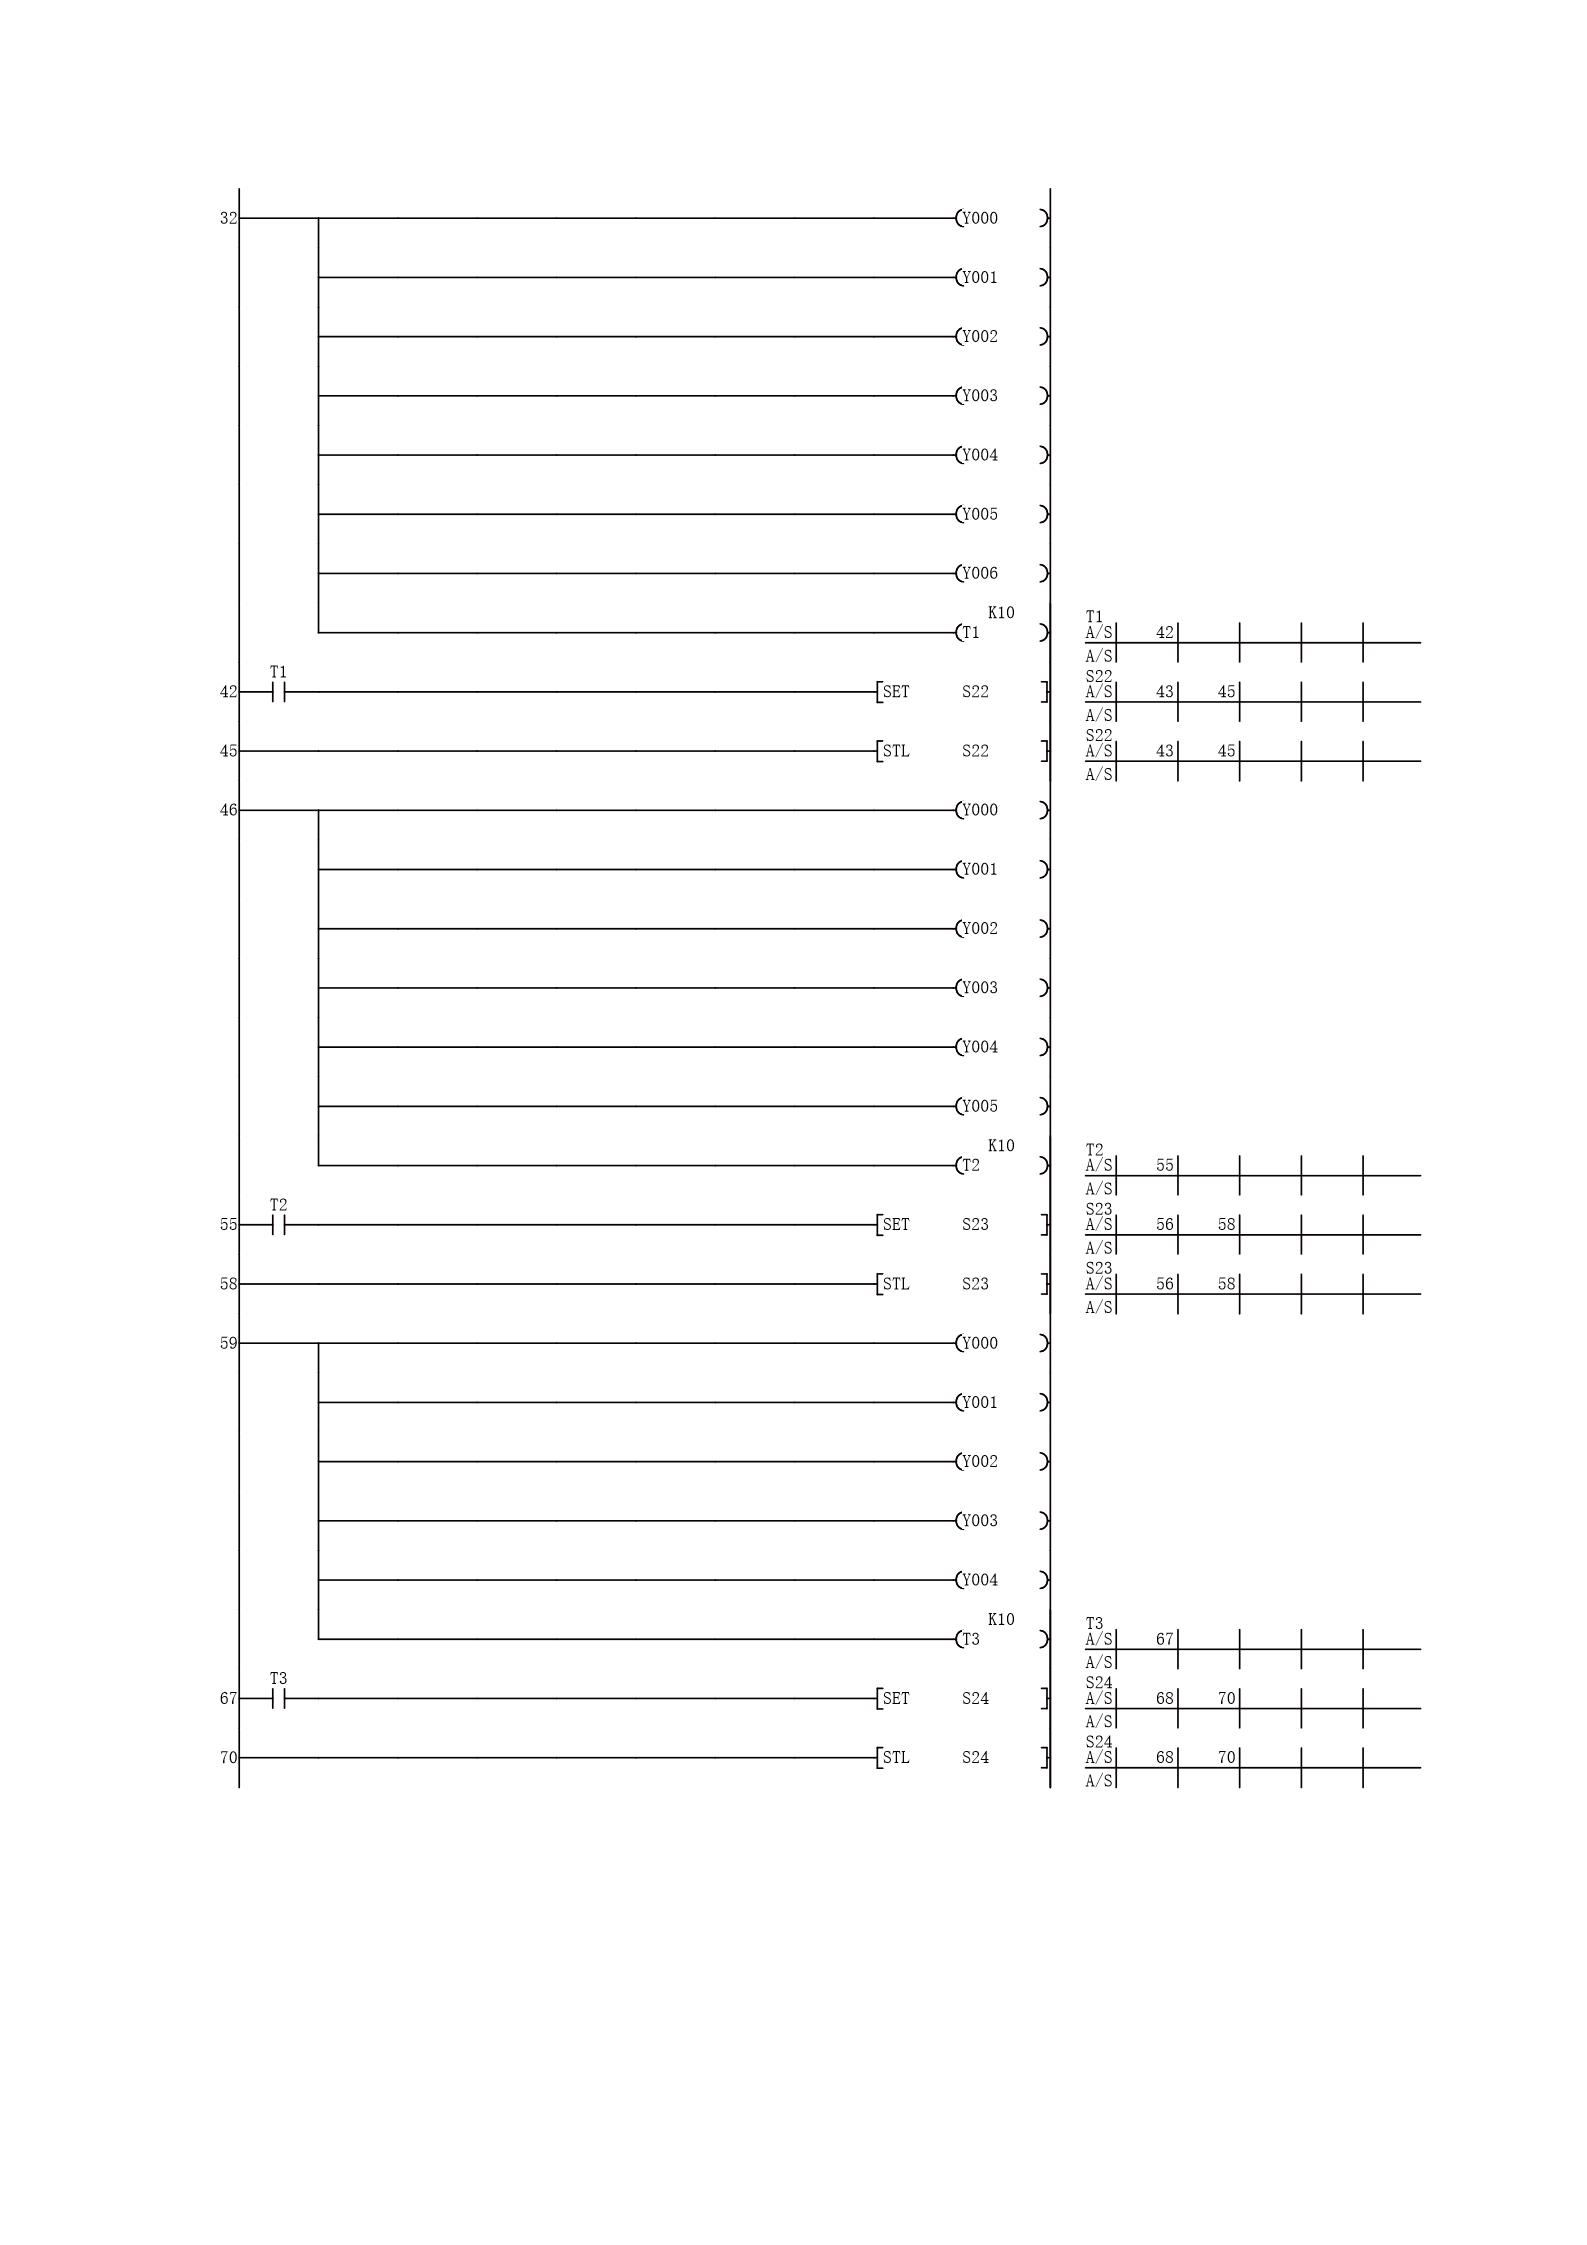 32 Y000
Y001
Y002
Y003
Y004
Y005
Y006
K10
T1
T1
A/S 42
A/S
T1
42 SET S22
S22
A/S 43 45
A/S
45 STL S22
S22
A/S 43 45
A/S
46 Y000
Y001
Y002
Y003
Y004
Y005
K10
T2
T2
A/S 55
A/S
T2
55 SET S23
S23
A/S 56 58
A/S
58 STL S23
S23
A/S 56 58
A/S
59 Y000
Y001
Y002
Y003
Y004
K10
T3
T3
A/S 67
A/S
T3
67 SET S24
S24
A/S 68 70
A/S
70 STL S24
S24
A/S 68 70
A/S